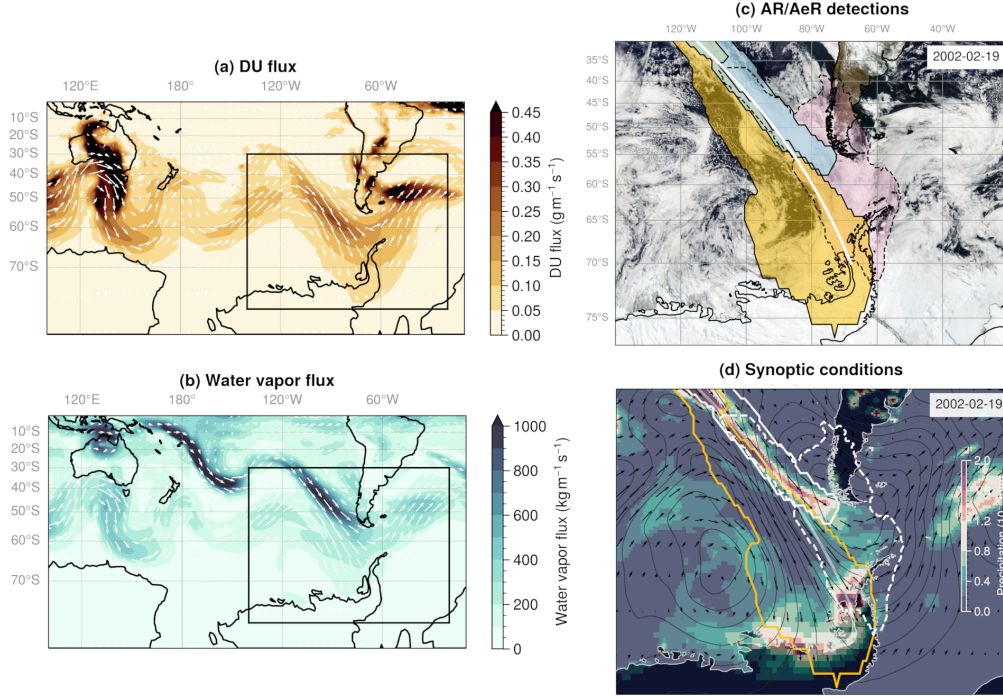 (a) DU flux
120°E 180°W 120°W 60°W
10°S
20°S
30°S
40°S
50°S
60°S
70°S
0.45
0.40
0.35
0.30
0.25
0.20
0.15
0.10
0.05
0.00
DU flux (gm⁻¹ s⁻¹)
(b) Water vapor flux
120°E 180°W 120°W 60°W
10°S
20°S
30°S
40°S
50°S
60°S
70°S
1000
800
600
400
200
0
Water vapor flux (kgm⁻¹ s⁻¹)
(c) AR/AeR detections
120°W 100°W 80°W 60°W 40°W
35°S
40°S
45°S
50°S
55°S
60°S
65°S
70°S
75°S
2002-02-19
(d) Synoptic conditions
2002-02-19
2.0
1.6
1.2
0.8
0.4
0.0
Precipitation